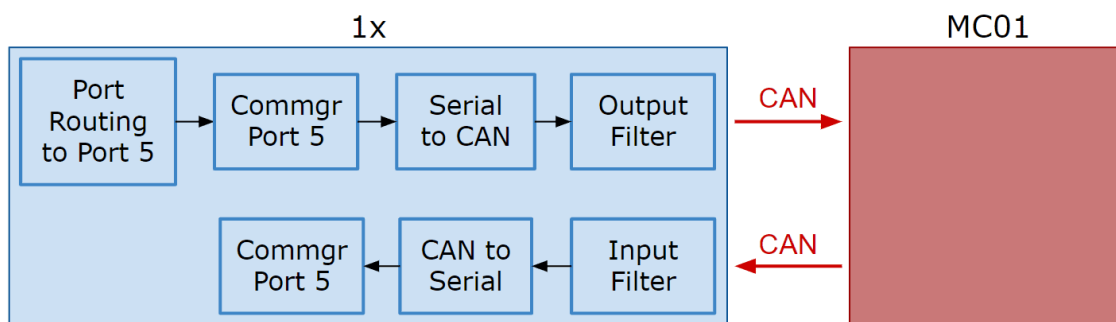 1x
MC01
Port
Routing
to Port 5
Commgr
Port 5
Serial
to CAN
Output
Filter
CAN
Commgr
Port 5
CAN to
Serial
Input
Filter
CAN